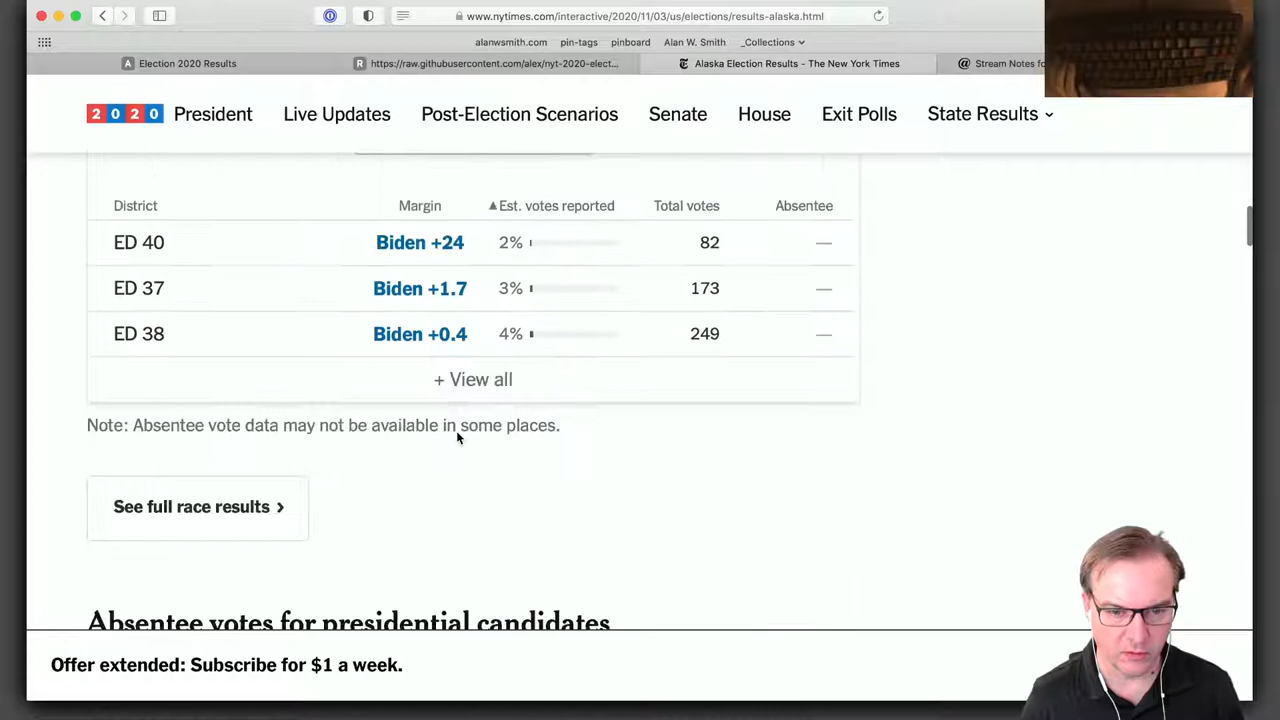 www.nytimes.com/interactive/2020/11/03/us/elections/results-alaska.html
alanwsmith.com pin-tags pinboard Alan W. Smith _Collections
A Election 2020 Results
R https://raw.githubusercontent.com/alex/nyt-2020-elect...
Alaska Election Results - The New York Times
@ Stream Notes fo
2020 President Live Updates Post-Election Scenarios Senate House Exit Polls State Results
District Margin ▲Est. votes reported Total votes Absentee
ED 40 Biden +24 2% 82 —
ED 37 Biden +1.7 3% 173 —
ED 38 Biden +0.4 4% 249 —
+ View all
Note: Absentee vote data may not be available in some places.
See full race results ›
Absentee votes for presidential candidates
Offer extended: Subscribe for $1 a week.